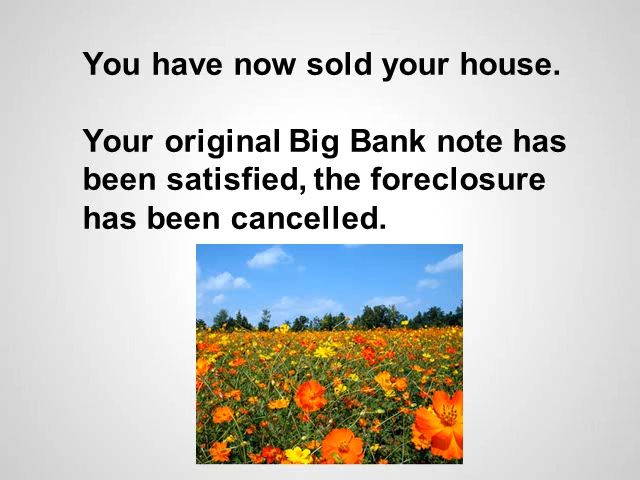 You have now sold your house.
Your original Big Bank note has
been satisfied, the foreclosure
has been cancelled.